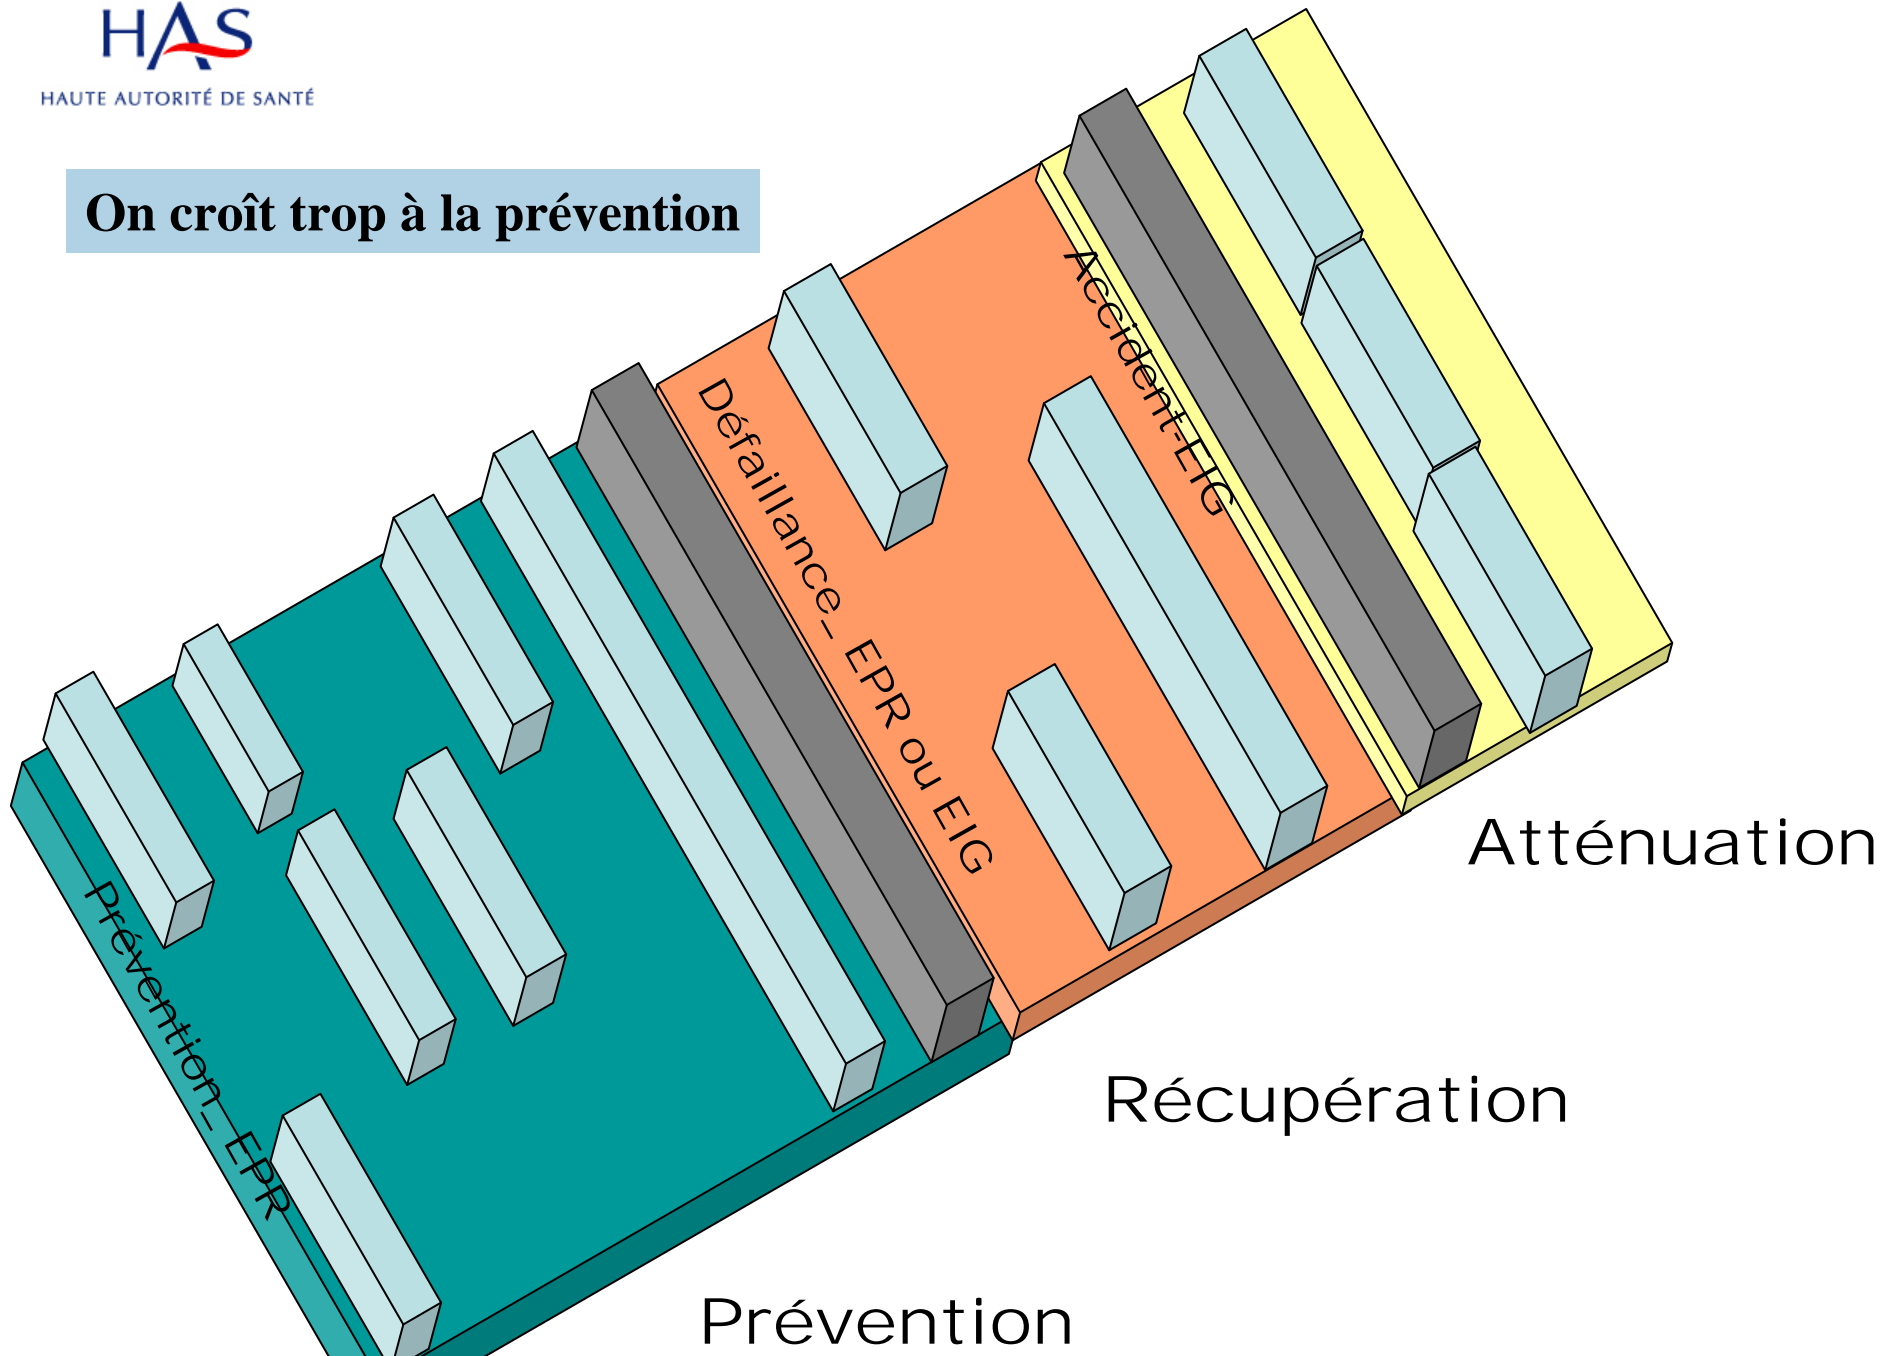 HAS
HAUTE AUTORITÉ DE SANTÉ
On croît trop à la prévention
Accident-EIG
Défaillance_ EPR ou EIG
Atténuation
Prévention_ EPR
Récupération
Prévention